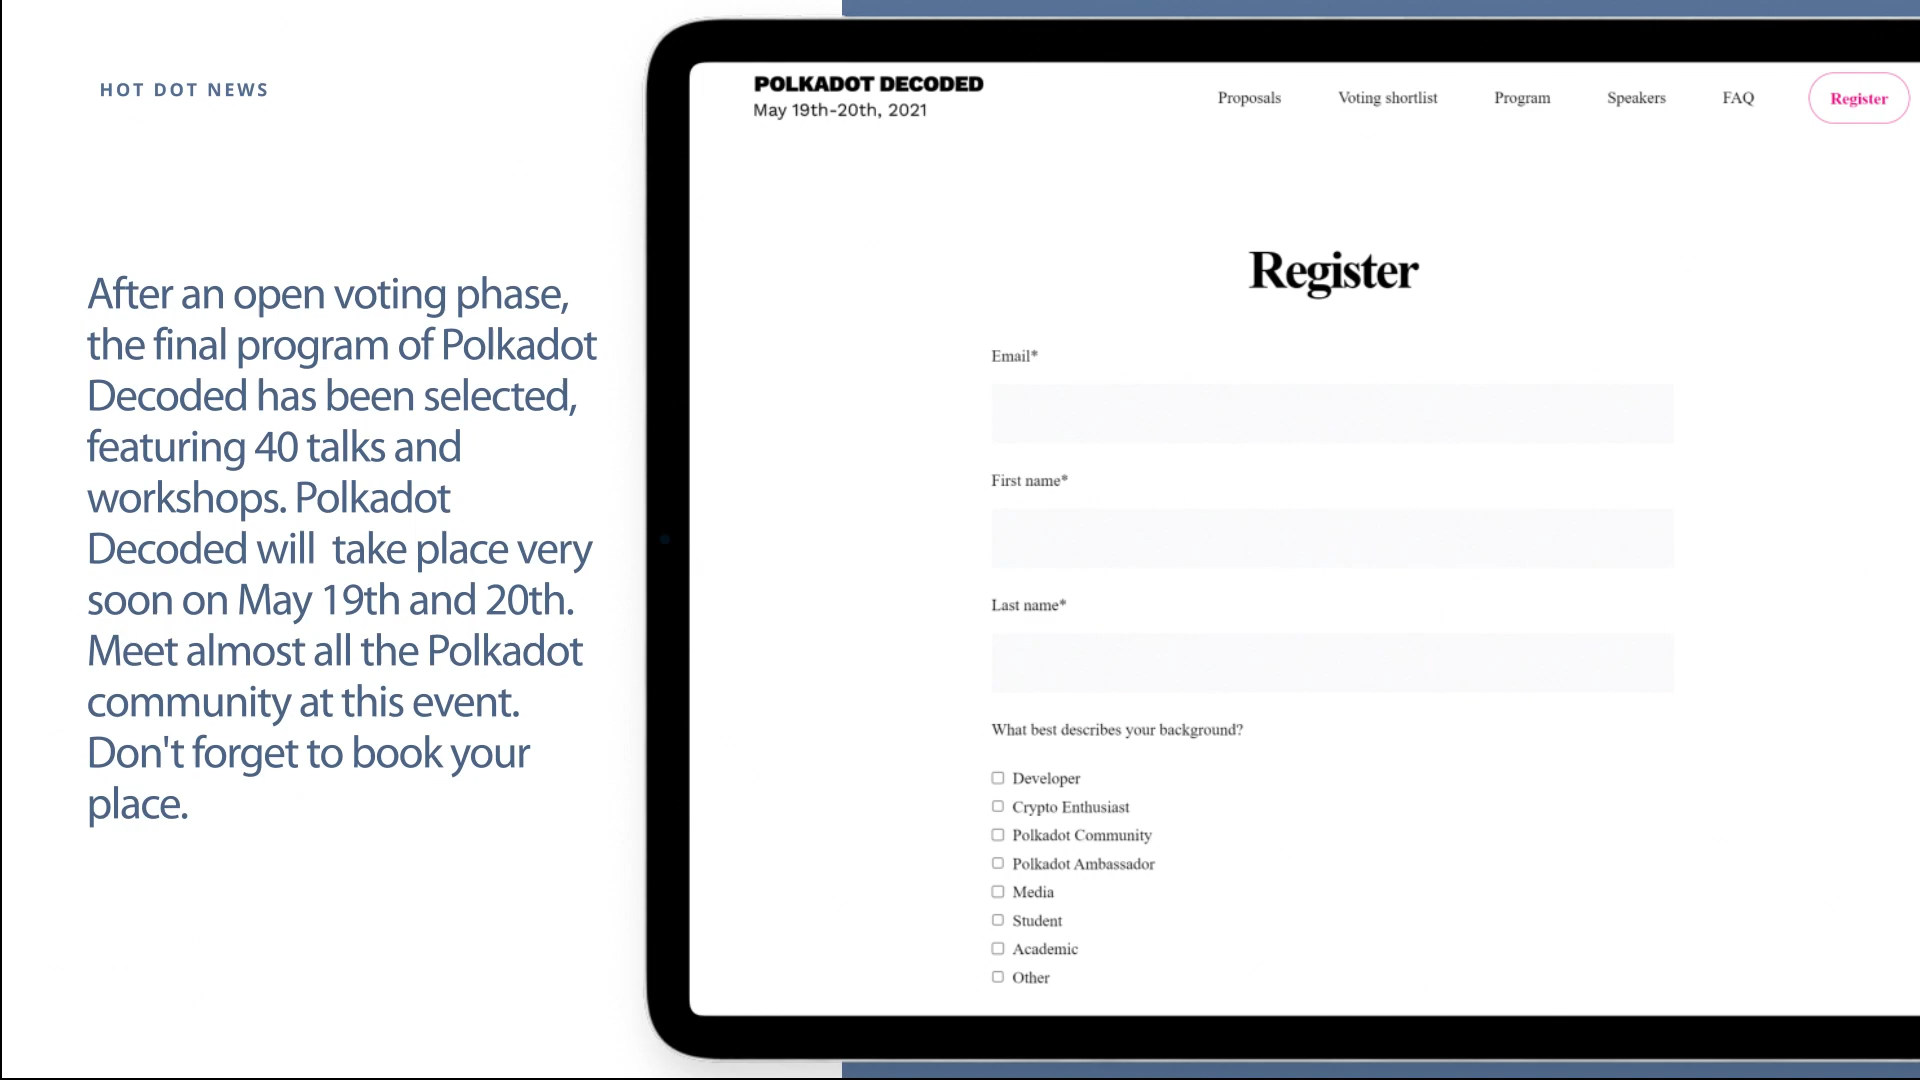 HOT DOT NEWS
After an open voting phase,
the final program of Polkadot
Decoded has been selected,
featuring 40 talks and
workshops. Polkadot
Decoded will  take place very
soon on May 19th and 20th.
Meet almost all the Polkadot
community at this event.
Don't forget to book your
place.
POLKADOT DECODED
May 19th-20th, 2021
Proposals Voting shortlist Program Speakers FAQ Register
Register
Email*
First name*
Last name*
What best describes your background?
Developer
Crypto Enthusiast
Polkadot Community
Polkadot Ambassador
Media
Student
Academic
Other